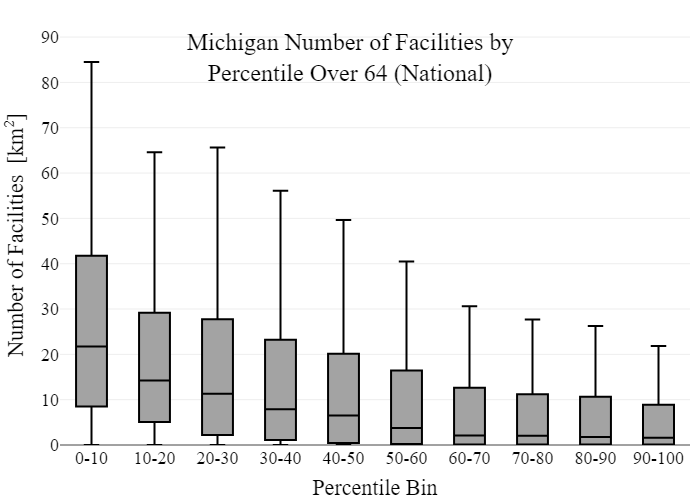 Michigan Number of Facilities by
Percentile Over 64 (National)
Number of Facilities [km²]
90
80
70
60
50
40
30
20
10
0
0-10 10-20 20-30 30-40 40-50 50-60 60-70 70-80 80-90 90-100
Percentile Bin